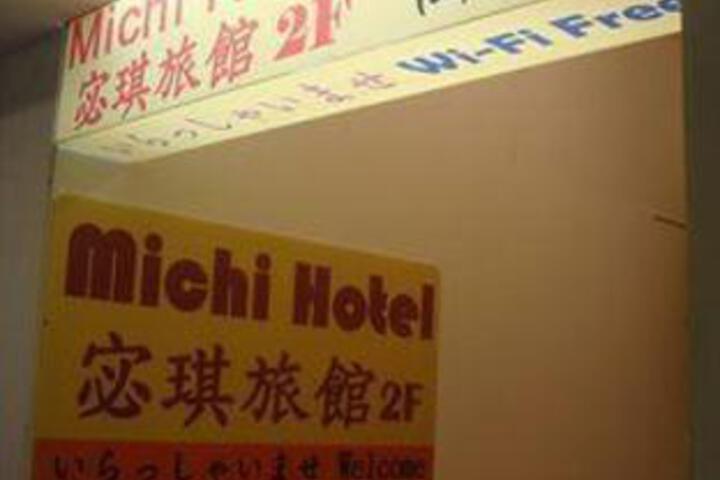 Michi
宓琪旅館 2F
いらっしゃいませ Wi-Fi Free
Michi Hotel
宓琪旅館 2F
いらっしゃいませ Welcome